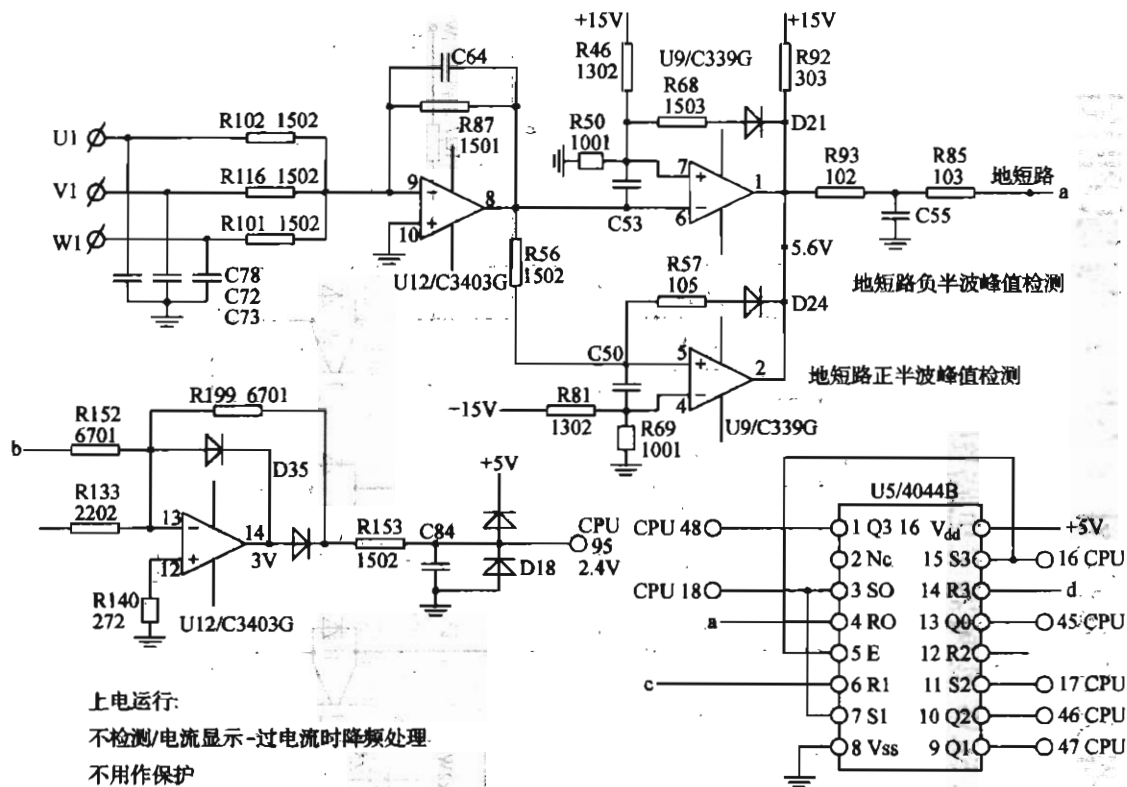 +15V
+15V
C64
R46
1302
U9/C339G
R92
303
R68
1503
D21
R102 1502
U1
R87
1501
R50
1001
R93
102
R85
103
地短路
a
R116 1502
V1
9
8
10
7
6
1
C53
C55
R101 1502
W1
R56
1502
5.6V
U12/C3403G
C78
C72
C73
R57
105
D24
地短路负半波峰值检测
C50
5
4
2
地短路正半波峰值检测
-15V
R81
1302
R69
1001
U9/C339G
R199 6701
R152
6701
b
D35
R133
2202
13
12
14
3V
+5V
R153
1502
C84
CPU
95
2.4V
D18
R140
272
U12/C3403G
U5/4044B
CPU 48
1 Q3
16 Vdd
+5V
2 Nc
15 S3
16 CPU
CPU 18
3 SO
14 R3
d
a
4 RO
13 Q0
45 CPU
5 E
12 R2
c
6 R1
11 S2
17 CPU
7 S1
10 Q2
46 CPU
8 Vss
9 Q1
47 CPU
上电运行:
不检测/电流显示-过电流时降频处理
不用作保护